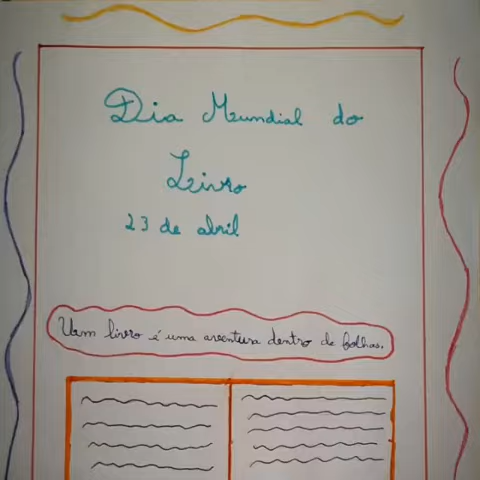 Dia Mundial do
Livro
23 de abril
Um livro é uma aventura dentro de folhas.